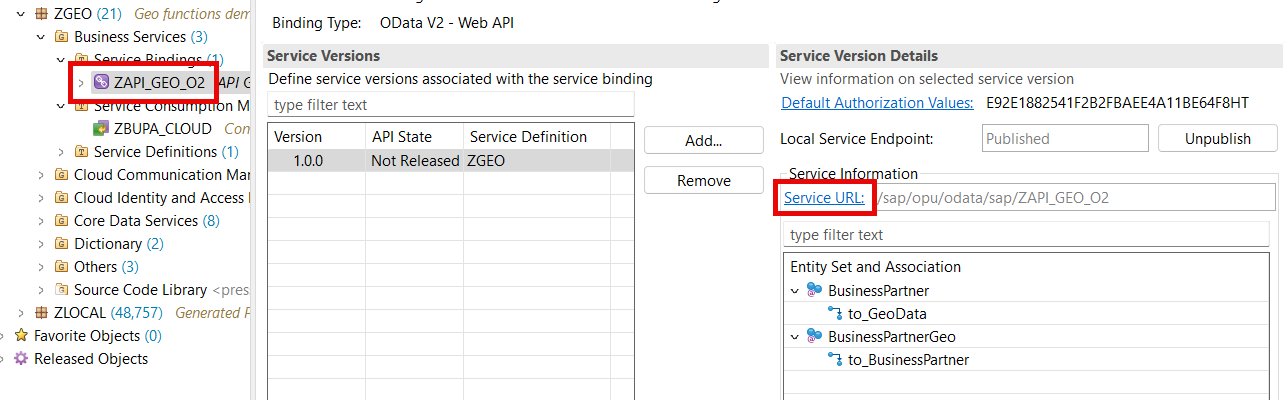 ZGEO (21) Geo functions dem
Business Services (3)
Service Bindings (1)
ZAPI_GEO_O2 API G
Service Consumption M
ZBUPA_CLOUD Con
Service Definitions (1)
Cloud Communication Man
Cloud Identity and Access
Core Data Services (8)
Dictionary (2)
Others (3)
Source Code Library <pres
ZLOCAL (48,757) Generated P
Favorite Objects (0)
Released Objects
Binding Type: OData V2 - Web API
Service Versions
Define service versions associated with the service binding
type filter text
Version API State Service Definition
1.0.0 Not Released ZGEO
Add...
Remove
Service Version Details
View information on selected service version
Default Authorization Values: E92E1882541F2B2FBAEE4A11BE64F8HT
Local Service Endpoint: Published Unpublish
Service Information
Service URL: /sap/opu/odata/sap/ZAPI_GEO_O2
type filter text
Entity Set and Association
BusinessPartner
to_GeoData
BusinessPartnerGeo
to_BusinessPartner